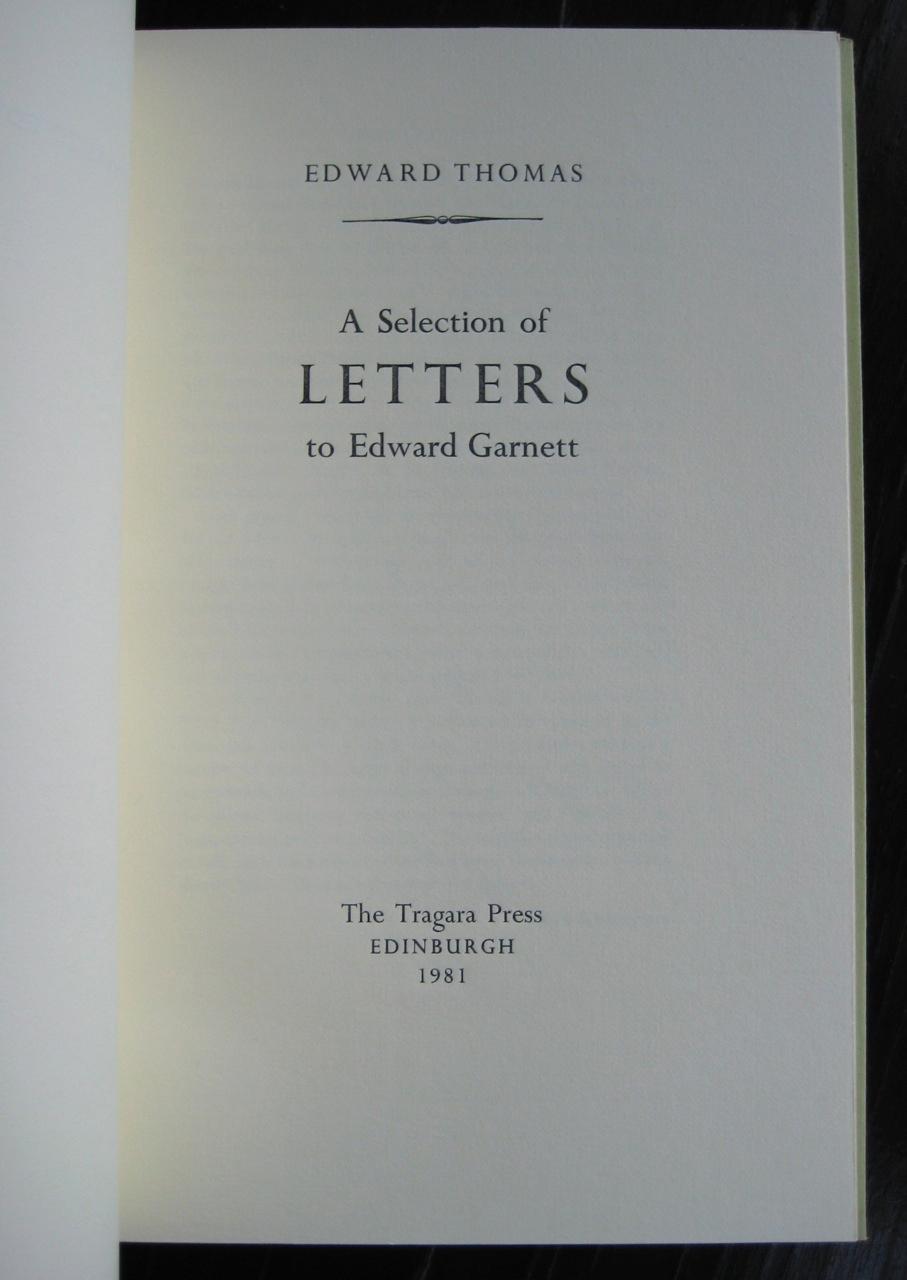 EDWARD THOMAS
A Selection of
LETTERS
to Edward Garnett
The Tragara Press
EDINBURGH
1981